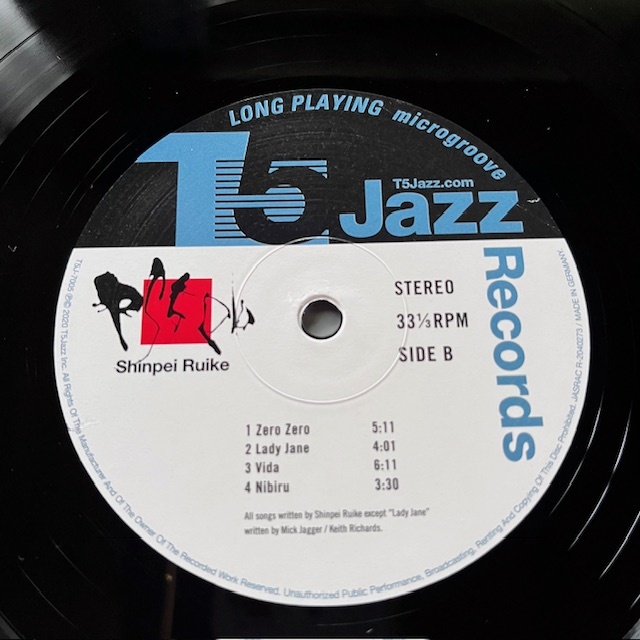 LONG PLAYING microgroove
T5Jazz.com
T5 Jazz
Records
STEREO
33⅓ RPM
SIDE B
Shinpei Ruike
1 Zero Zero 5:11
2 Lady Jane 4:01
3 Vida 6:11
4 Nibiru 3:30
All songs written by Shinpei Ruike except "Lady Jane"
written by Mick Jagger / Keith Richards.
℗© 2020 T5Jazz Inc. All Rights Of The Manufacturer And Of The Owner Of The Recorded Work Reserved. Unauthorized Public Performance, Broadcasting, Renting And Copying Of This Disc Prohibited. JASRAC R-2040273 / MADE IN GERMANY